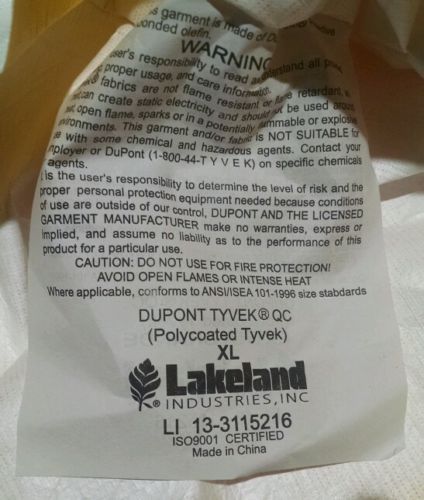 s garment is made of D
onded olefin.
WARNING
ser's responsibility to read a nderstand all pro
proper usage, and care information
fabrics are not flame resistant or flame retardant,
can create static electricity and should not be used around
open flame, sparks or in a potentially flammable or explosive
environments. This garment and/or fabric is NOT SUITABLE for
e with some chemical and hazardous agents. Contact your
mployer or DuPont (1-800-44-T Y V E K) on specific chemicals
agents.
t is the user's responsibility to determine the level of risk and the
proper personal protection equipment needed because conditions
of use are outside of our control, DUPONT AND THE LICENSED
GARMENT MANUFACTURER make no warranties, express or
implied, and assume no liability as to the performance of this
product for a particular use.
CAUTION: DO NOT USE FOR FIRE PROTECTION!
AVOID OPEN FLAMES OR INTENSE HEAT
Where applicable, conforms to ANSI/ISEA 101-1996 size stabdards
DUPONT TYVEK® QC
(Polycoated Tyvek)
XL
® Lakeland
INDUSTRIES, INC
LI 13-3115216
ISO9001 CERTIFIED
Made in China